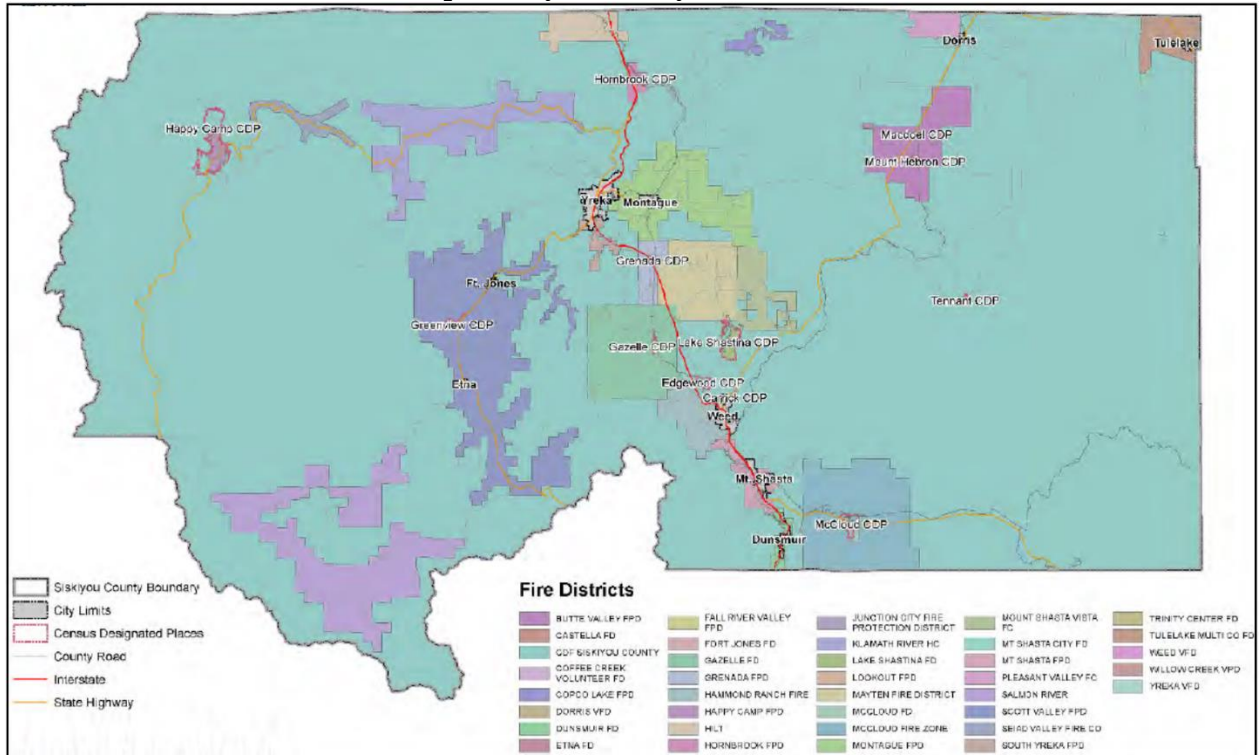 Dorris
Tulelake
Hornbrook CDP
Happy Camp CDP
Macdoel CDP
Mount Hebron CDP
Yreka
Montague
Grenada CDP
Ft. Jones
Tennant CDP
Greenview CDP
Gazelle CDP
Lake Shastina CDP
Etna
Edgewood CDP
Carrick CDP
Weed
Mt. Shasta
McCloud CDP
Dunsmuir
Siskiyou County Boundary
City Limits
Census Designated Places
County Road
Interstate
State Highway
Fire Districts
BUTTE VALLEY FPD
CASTELLA FD
CDF SISKIYOU COUNTY
COFFEE CREEK
VOLUNTEER FD
COPCO LAKE FPD
DORRIS VFD
DUNSMUIR FD
ETNA FD
FALL RIVER VALLEY
FPD
FORT JONES FD
GAZELLE FD
GRENADA FPD
HAMMOND RANCH FIRE
HAPPY CAMP FPD
HILT
HORNBROOK FPD
JUNCTION CITY FIRE
PROTECTION DISTRICT
KLAMATH RIVER HC
LAKE SHASTINA FD
LOOKOUT FPD
MAYTEN FIRE DISTRICT
MCCLOUD FD
MCCLOUD FIRE ZONE
MONTAGUE FPD
MOUNT SHASTA VISTA
FC
MT SHASTA CITY FD
MT SHASTA FPD
PLEASANT VALLEY FC
SALMON RIVER
SCOTT VALLEY FPD
SEIAD VALLEY FIRE CO
SOUTH YREKA FPD
TRINITY CENTER FD
TULELAKE MULTI CO FD
WEED VFD
WILLOW CREEK VFD
YREKA VFD